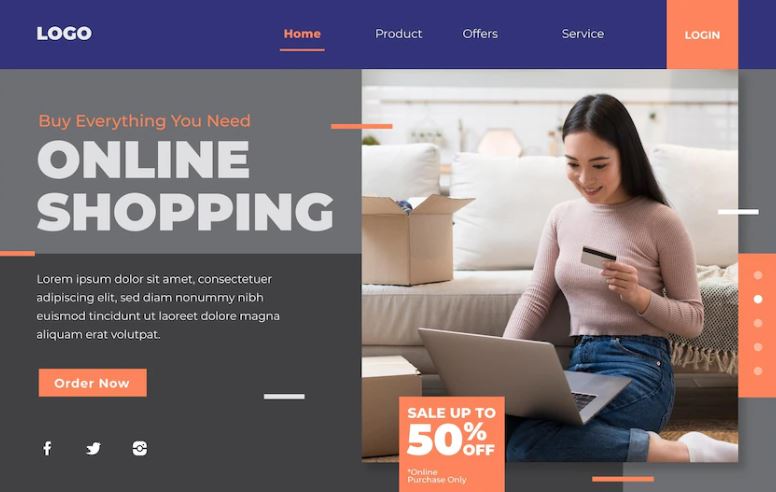 LOGO
Home
Product
Offers
Service
LOGIN
Buy Everything You Need
ONLINE
SHOPPING
Lorem ipsum dolor sit amet, consectetuer
adipiscing elit, sed diam nonummy nibh
euismod tincidunt ut laoreet dolore magna
aliquam erat volutpat.
Order Now
SALE UP TO
50% OFF
*Online
Purchase Only